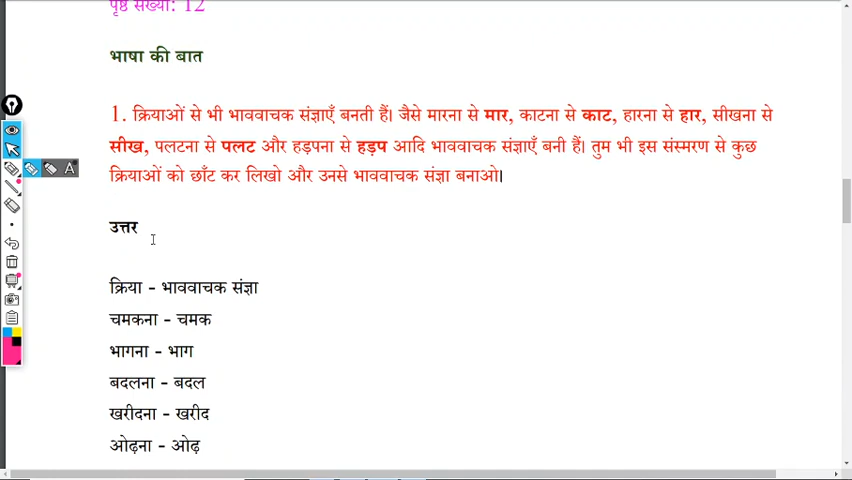 पृष्ठ संख्या: 12
भाषा की बात
1. क्रियाओं से भी भाववाचक संज्ञाएँ बनती हैं। जैसे मारना से मार, काटना से काट, हारना से हार, सीखना से
सीख, पलटना से पलट और हड़पना से हड़प आदि भाववाचक संज्ञाएँ बनी हैं। तुम भी इस संस्मरण से कुछ
क्रियाओं को छाँट कर लिखो और उनसे भाववाचक संज्ञा बनाओ।
उत्तर
क्रिया - भाववाचक संज्ञा
चमकना - चमक
भागना - भाग
बदलना - बदल
खरीदना - खरीद
ओढ़ना - ओढ़